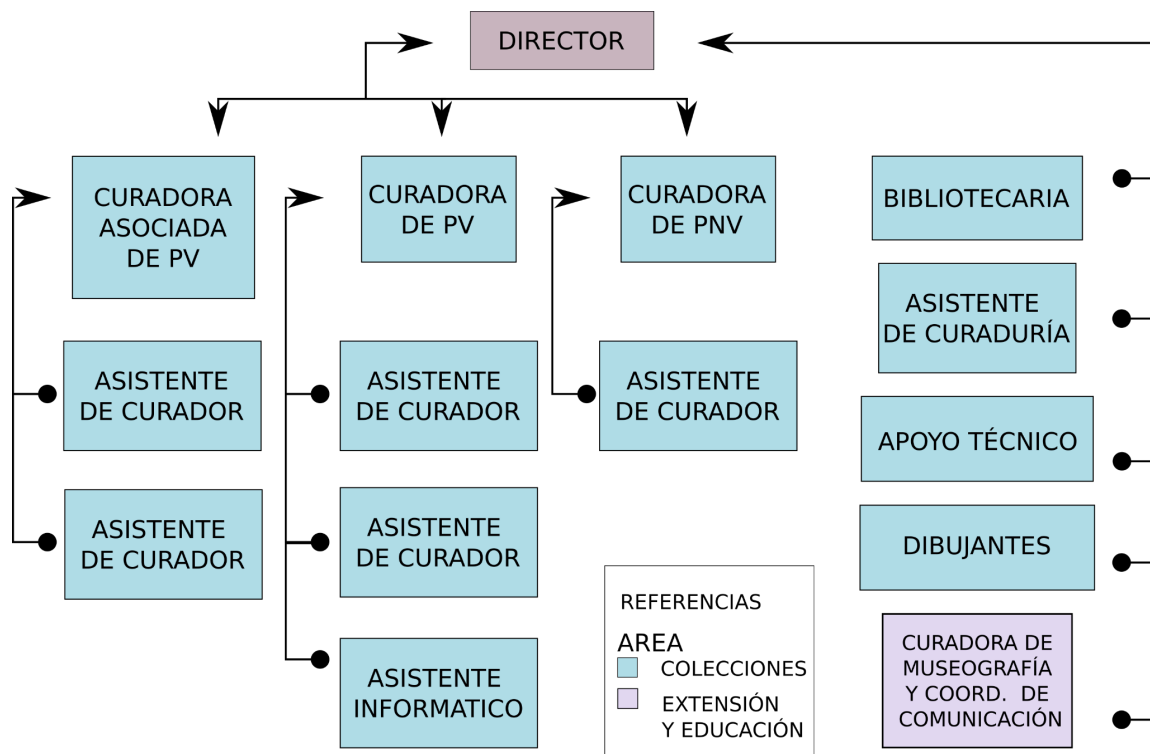 DIRECTOR
CURADORA
ASOCIADA
DE PV
CURADORA
DE PV
CURADORA
DE PNV
BIBLIOTECARIA
ASISTENTE
DE CURADURÍA
ASISTENTE
DE CURADOR
ASISTENTE
DE CURADOR
ASISTENTE
DE CURADOR
APOYO TÉCNICO
ASISTENTE
DE CURADOR
ASISTENTE
DE CURADOR
DIBUJANTES
ASISTENTE
INFORMATICO
REFERENCIAS
AREA
COLECCIONES
EXTENSIÓN
Y EDUCACIÓN
CURADORA DE
MUSEOGRAFÍA
Y COORD. DE
COMUNICACIÓN